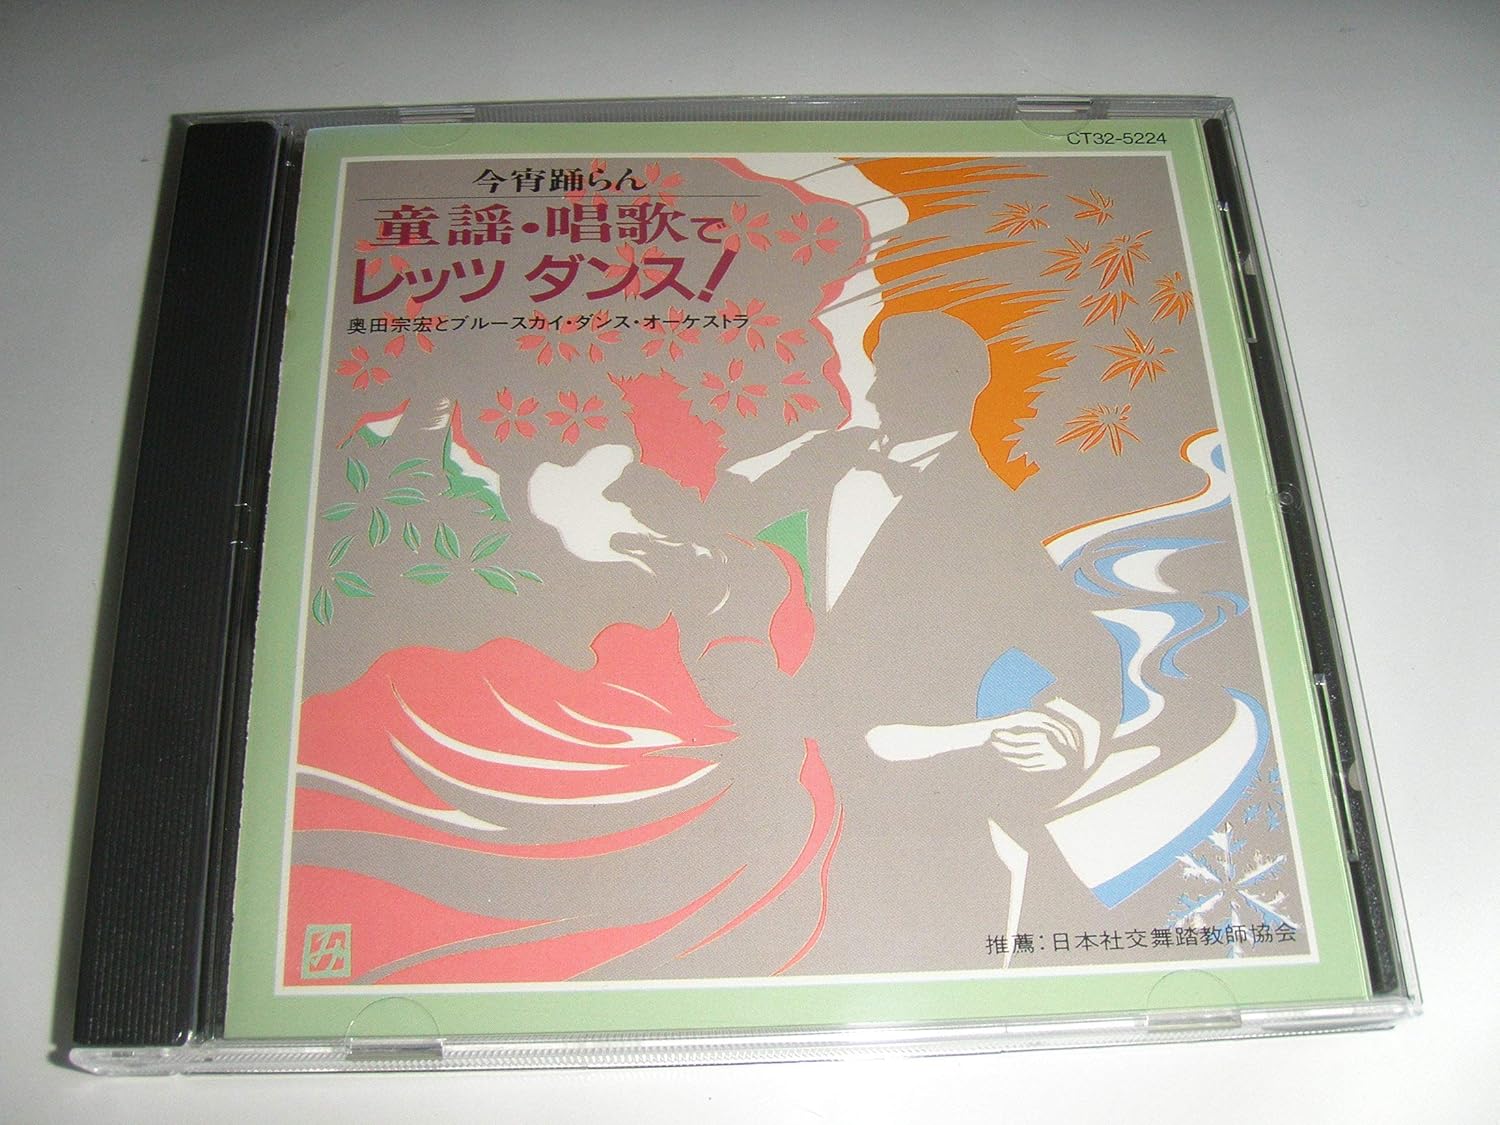 CT32-5224
今宵踊らん
童謡・唱歌で
レッツ ダンス!
奥田宗宏とブルースカイ・ダンス・オーケストラ
推薦：日本社交舞踏教師協会
み